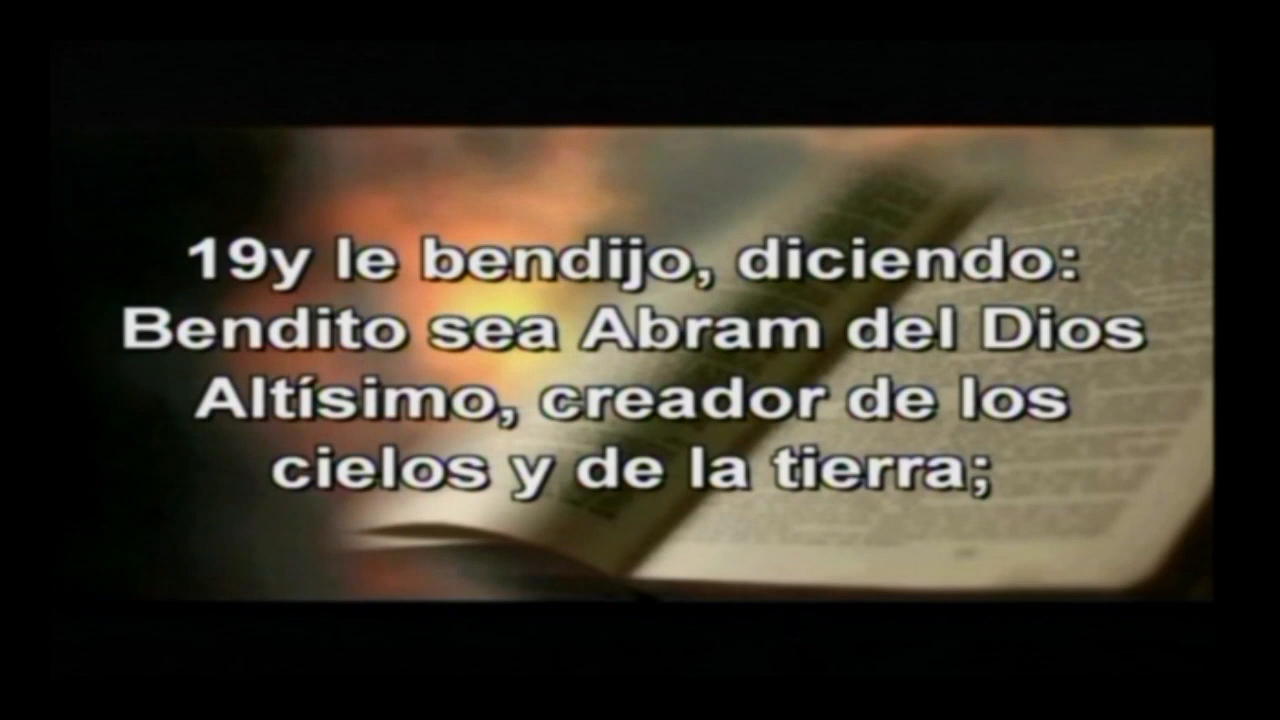 19y le bendijo, diciendo:
Bendito sea Abram del Dios
Altísimo, creador de los
cielos y de la tierra;